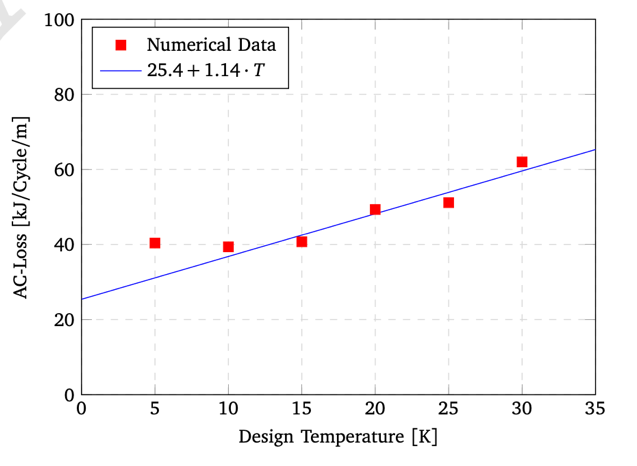 100
80
60
40
20
0
0 5 10 15 20 25 30 35
AC-Loss [kJ/Cycle/m]
Design Temperature [K]
Numerical Data
25.4 + 1.14 · T